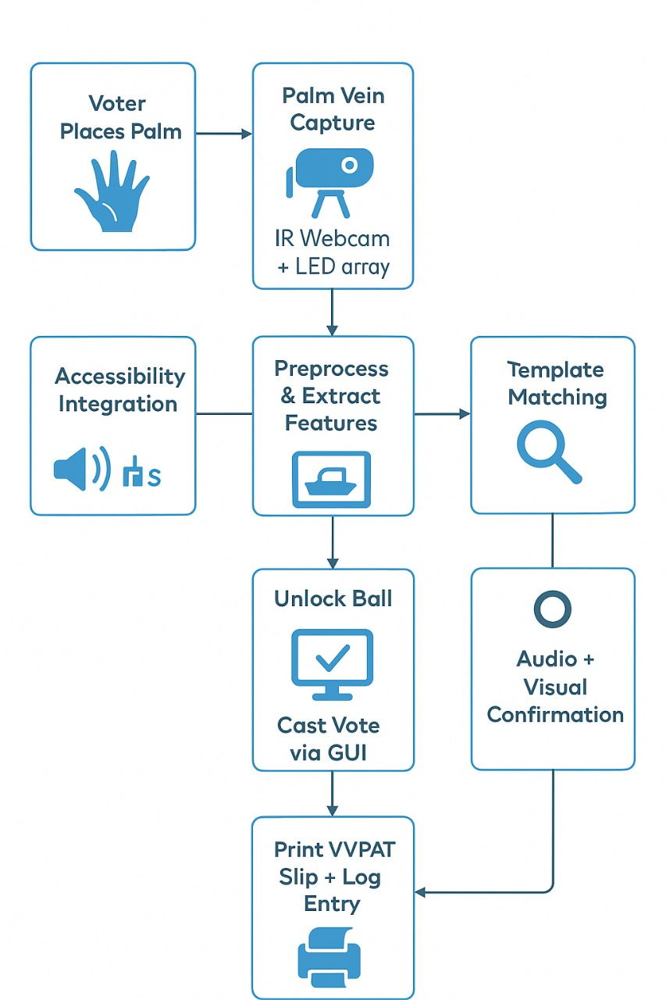 Voter
Places Palm
Palm Vein
Capture
IR Webcam
+ LED array
Accessibility
Integration
Preprocess
& Extract
Features
Template
Matching
Unlock Ball
Cast Vote
via GUI
Audio +
Visual
Confirmation
Print VVPAT
Slip + Log
Entry